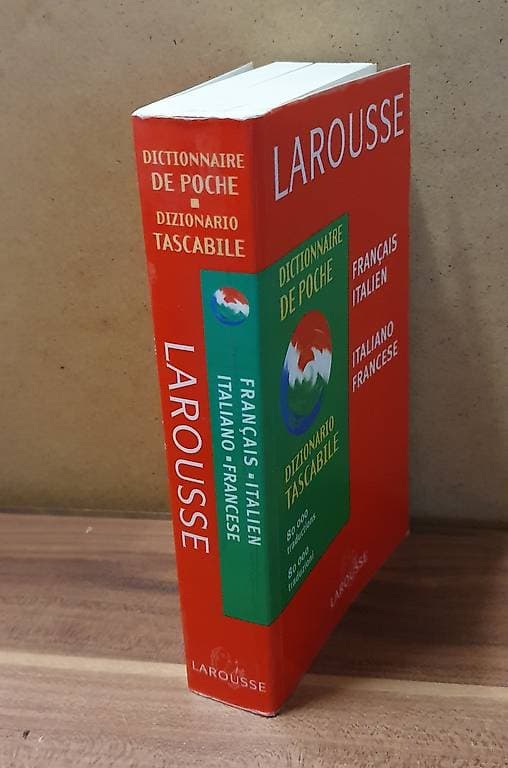 DICTIONNAIRE
DE POCHE
DIZIONARIO
TASCABILE
LAROUSSE
FRANÇAIS ▪ ITALIEN
ITALIANO ▪ FRANCESE
LAROUSSE
LAROUSSE
DICTIONNAIRE
DE POCHE
FRANÇAIS
ITALIEN
ITALIANO
FRANCESE
DIZIONARIO
TASCABILE
80 000
traductions
80 000
traduzioni
LAROUSSE